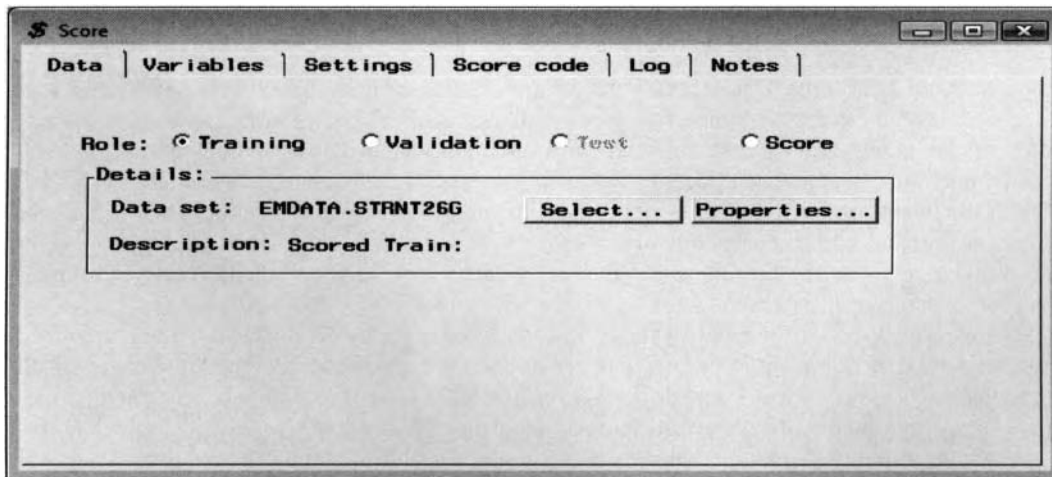 Score
Data Variables Settings Score code Log Notes
Role: Training Validation Test Score
Details:
Data set: EMDATA.STRNT26G Select... Properties...
Description: Scored Train: